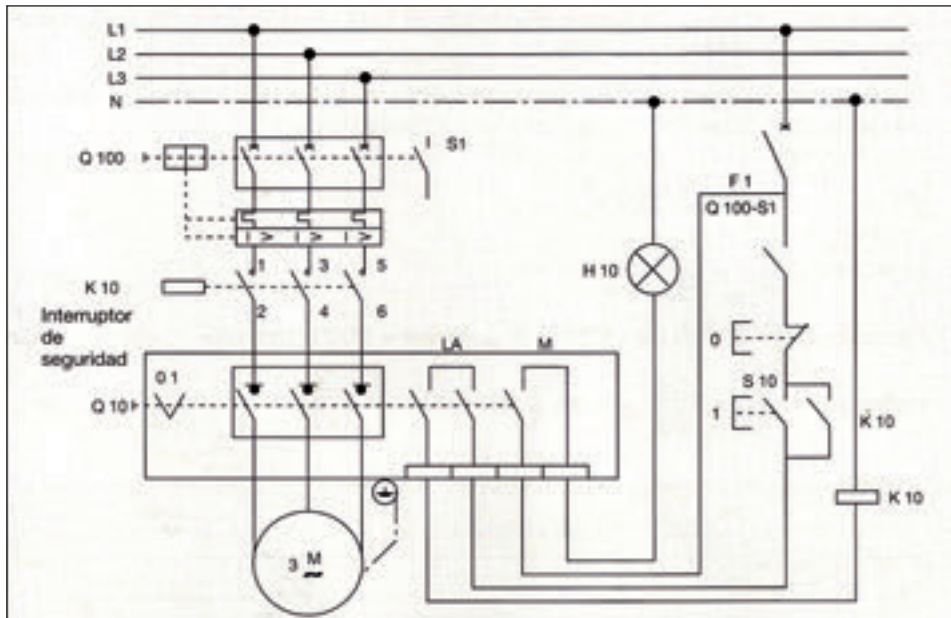 L1
L2
L3
N
Q 100
I S1
I > I > I >
F 1
Q 100-S1
1 3 5
K 10
2 4 6
H 10
Interruptor
de
seguridad
LA M
0
0 1
S 10
Q 10
1
K 10
K 10
3 M